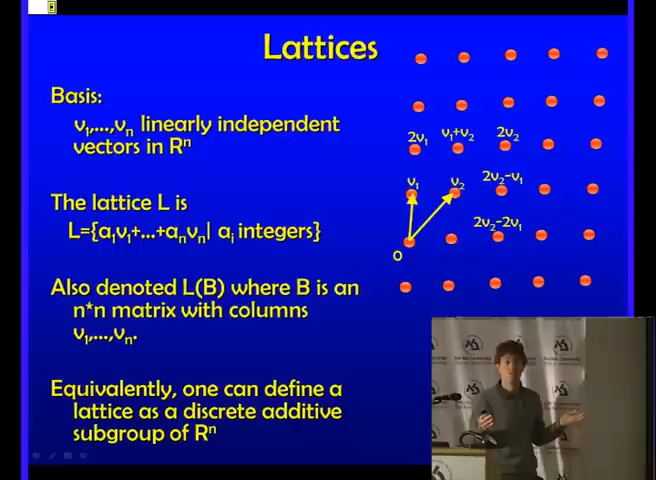 Lattices
Basis:
v₁,...,vₙ linearly independent
vectors in Rⁿ
The lattice L is
L={a₁v₁+...+aₙvₙ| aᵢ integers}
Also denoted L(B) where B is an
n*n matrix with columns
v₁,...,vₙ.
Equivalently, one can define a
lattice as a discrete additive
subgroup of Rⁿ
2v₁ v₁+v₂ 2v₂
v₁ v₂ 2v₂-v₁
2v₂-2v₁
0